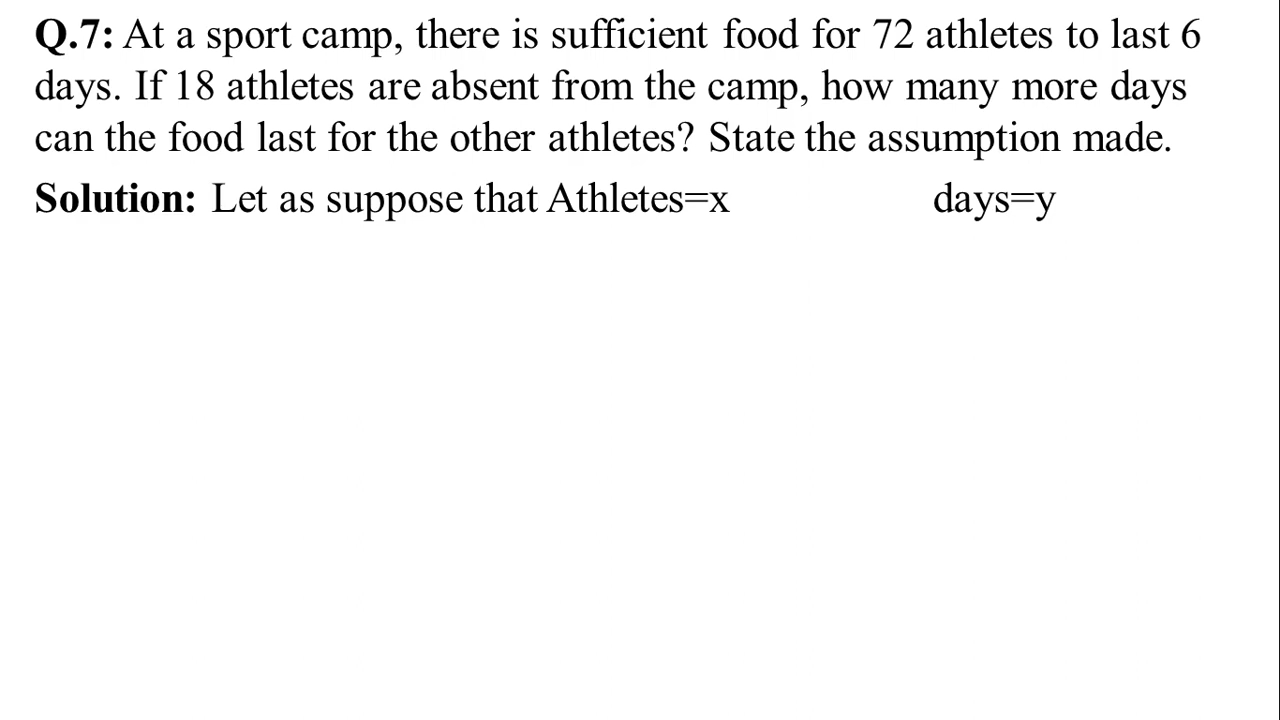 Q.7: At a sport camp, there is sufficient food for 72 athletes to last 6
days. If 18 athletes are absent from the camp, how many more days
can the food last for the other athletes? State the assumption made.
Solution: Let as suppose that Athletes=x days=y